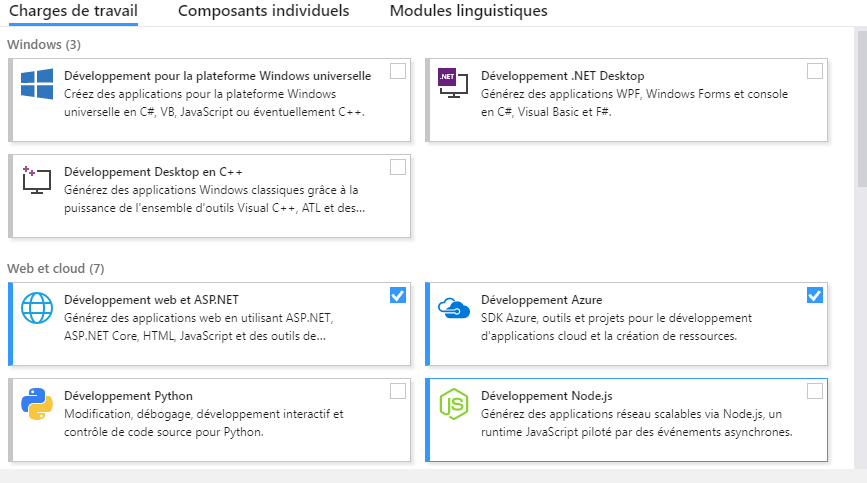 Charges de travail
Composants individuels
Modules linguistiques
Windows (3)
Développement pour la plateforme Windows universelle
Créez des applications pour la plateforme Windows
universelle en C#, VB, JavaScript ou éventuellement C++.
.NET
Développement .NET Desktop
Générez des applications WPF, Windows Forms et console
en C#, Visual Basic et F#.
Développement Desktop en C++
Générez des applications Windows classiques grâce à la
puissance de l'ensemble d'outils Visual C++, ATL et des...
Web et cloud (7)
Développement web et ASP.NET
Générez des applications web en utilisant ASP.NET,
ASP.NET Core, HTML, JavaScript et des outils de...
Développement Azure
SDK Azure, outils et projets pour le développement
d'applications cloud et la création de ressources.
Développement Python
Modification, débogage, développement interactif et
contrôle de code source pour Python.
JS
Développement Node.js
Générez des applications réseau scalables via Node.js, un
runtime JavaScript piloté par des événements asynchrones.